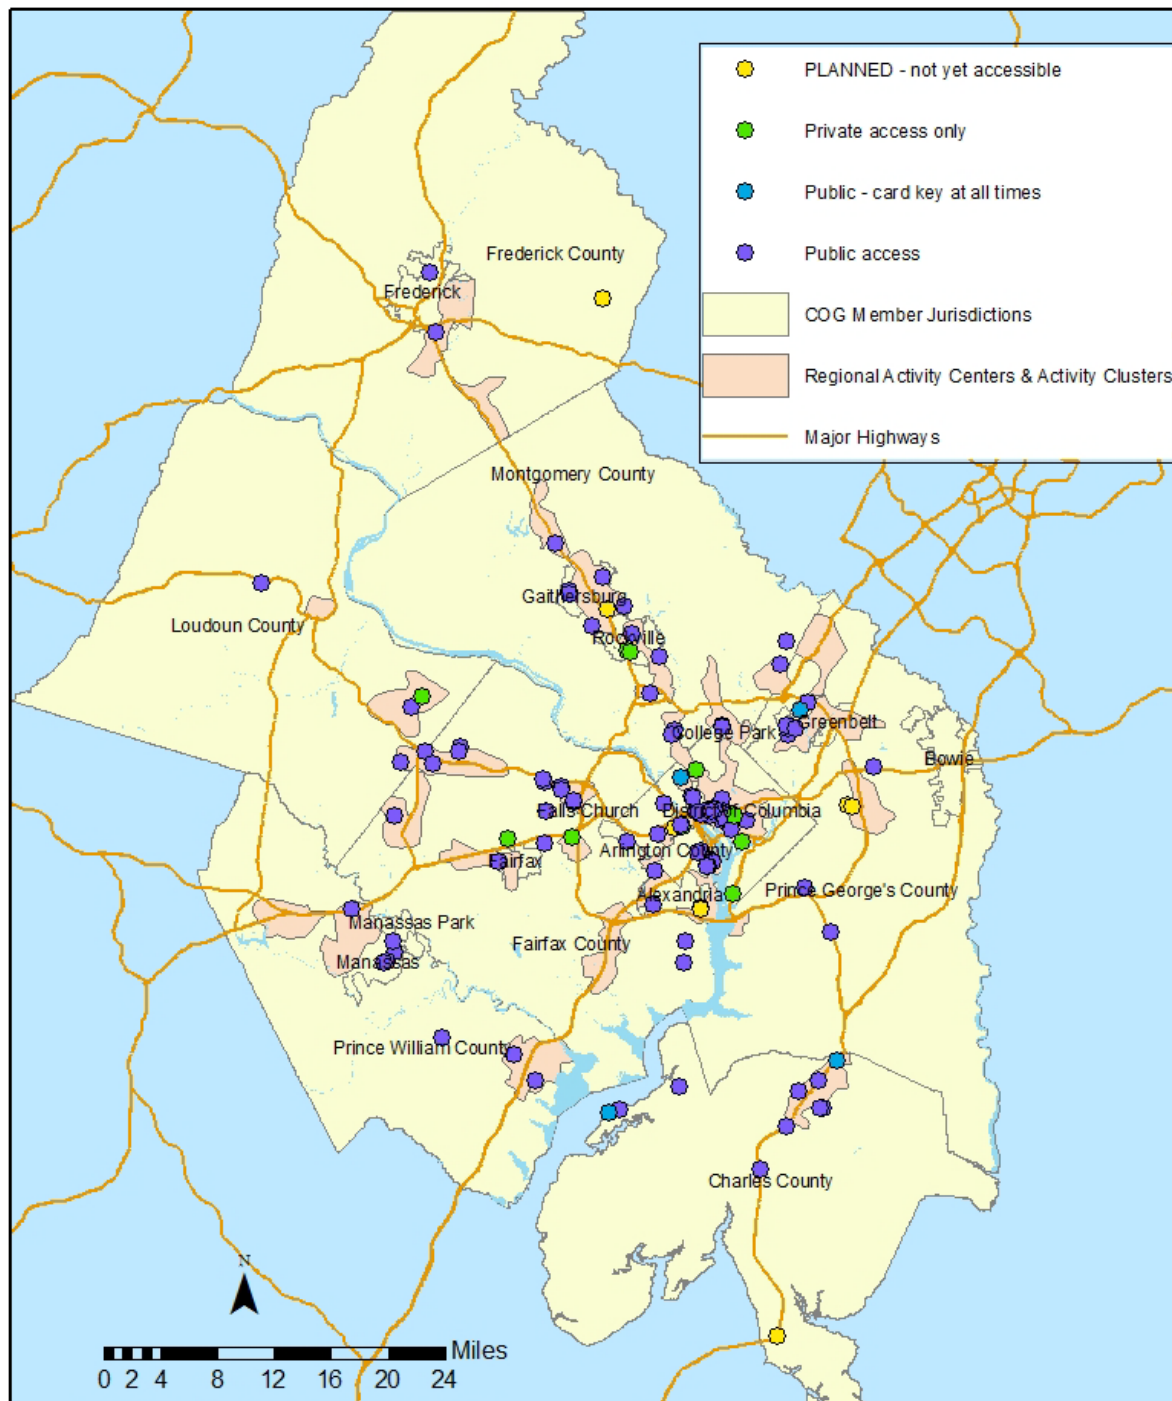 PLANNED - not yet accessible
Private access only
Public - card key at all times
Public access
COG Member Jurisdictions
Regional Activity Centers & Activity Clusters
Major Highways
Frederick County
Frederick
Montgomery County
Gaithersburg
Loudoun County
Rockville
College Park
Greenbelt
Bowie
Falls Church
District of Columbia
Fairfax
Arlington County
Alexandria
Prince George's County
Manassas Park
Fairfax County
Manassas
Prince William County
Charles County
N
Miles
0 2 4 8 12 16 20 24